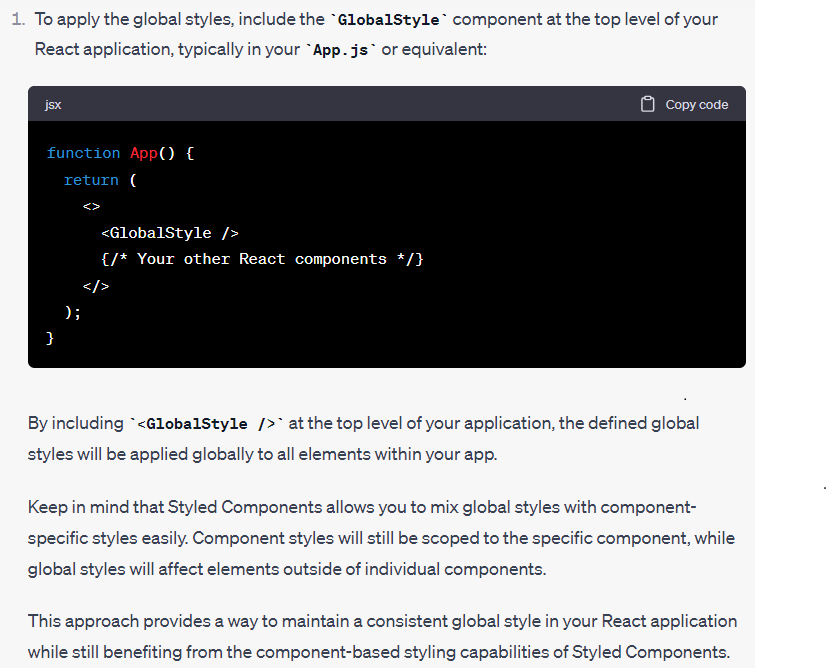 1. To apply the global styles, include the `GlobalStyle` component at the top level of your
React application, typically in your `App.js` or equivalent:
jsx Copy code
function App() {
  return (
    <>
      <GlobalStyle />
      {/* Your other React components */}
    </>
  );
}
By including `<GlobalStyle />` at the top level of your application, the defined global
styles will be applied globally to all elements within your app.
Keep in mind that Styled Components allows you to mix global styles with component-
specific styles easily. Component styles will still be scoped to the specific component, while
global styles will affect elements outside of individual components.
This approach provides a way to maintain a consistent global style in your React application
while still benefiting from the component-based styling capabilities of Styled Components.